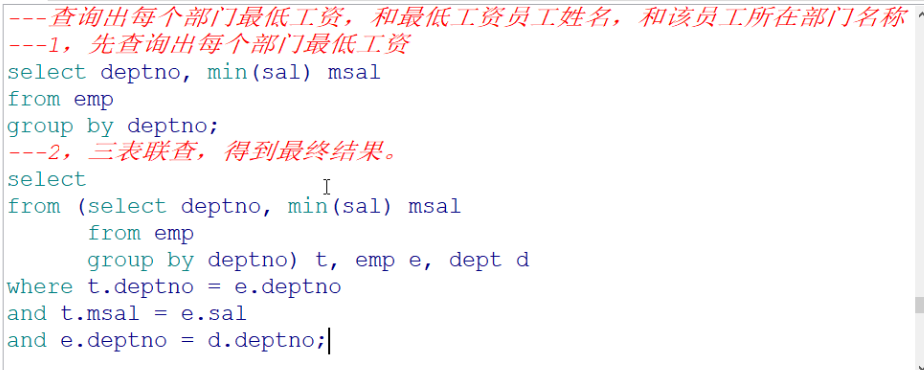 ---查询出每个部门最低工资，和最低工资员工姓名，和该员工所在部门名称
---1，先查询出每个部门最低工资
select deptno, min(sal) msal
from emp
group by deptno;
---2，三表联查，得到最终结果。
select
from (select deptno, min(sal) msal
      from emp
      group by deptno) t, emp e, dept d
where t.deptno = e.deptno
and t.msal = e.sal
and e.deptno = d.deptno;